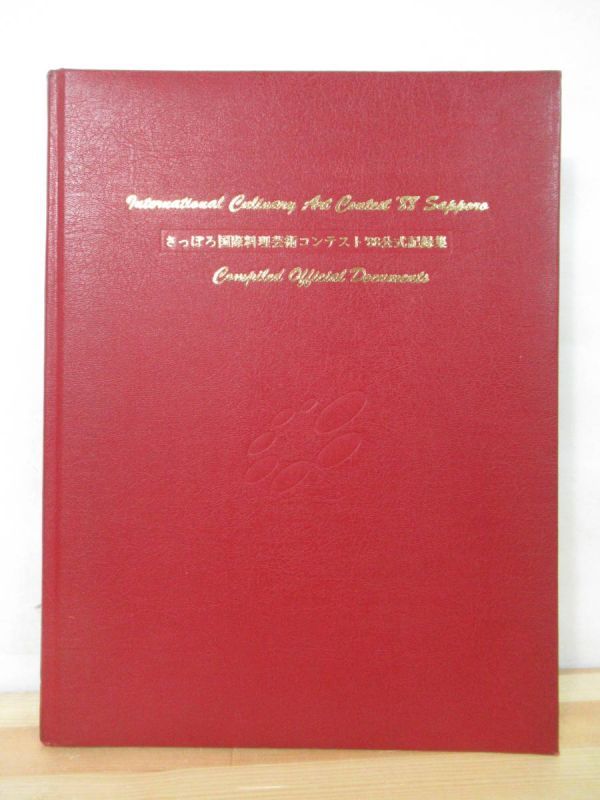 International Culinary Art Contest '88 Sapporo
さっぽろ国際料理芸術コンテスト'88公式記録集
Compiled Official Documents